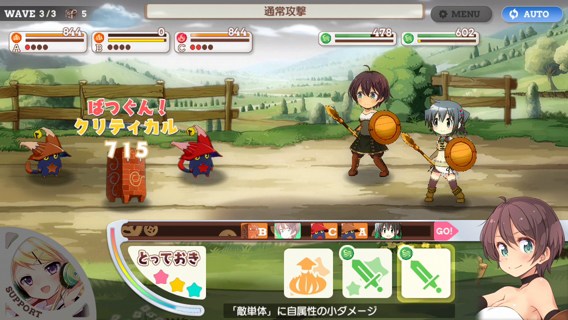 WAVE 3/3 5
通常攻撃
MENU
AUTO
844
A
0
B
844
C
478
602
ばつぐん!
クリティカル
715
B C A GO!
とっておき
SUPPORT
「敵単体」に自属性の小ダメージ